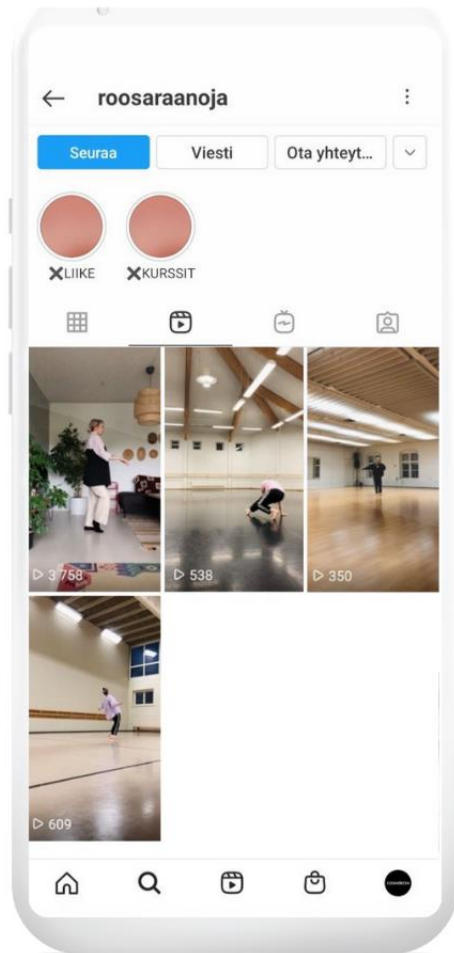 roosaraanoja
Seuraa Viesti Ota yhteyt...
❌LIIKE ❌KURSSIT
3 758 538 350
609